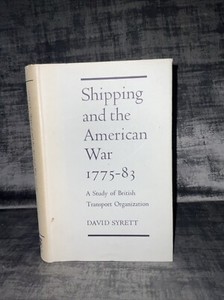 Shipping
and the
American
War
1775-83
A Study of British
Transport Organization
DAVID SYRETT